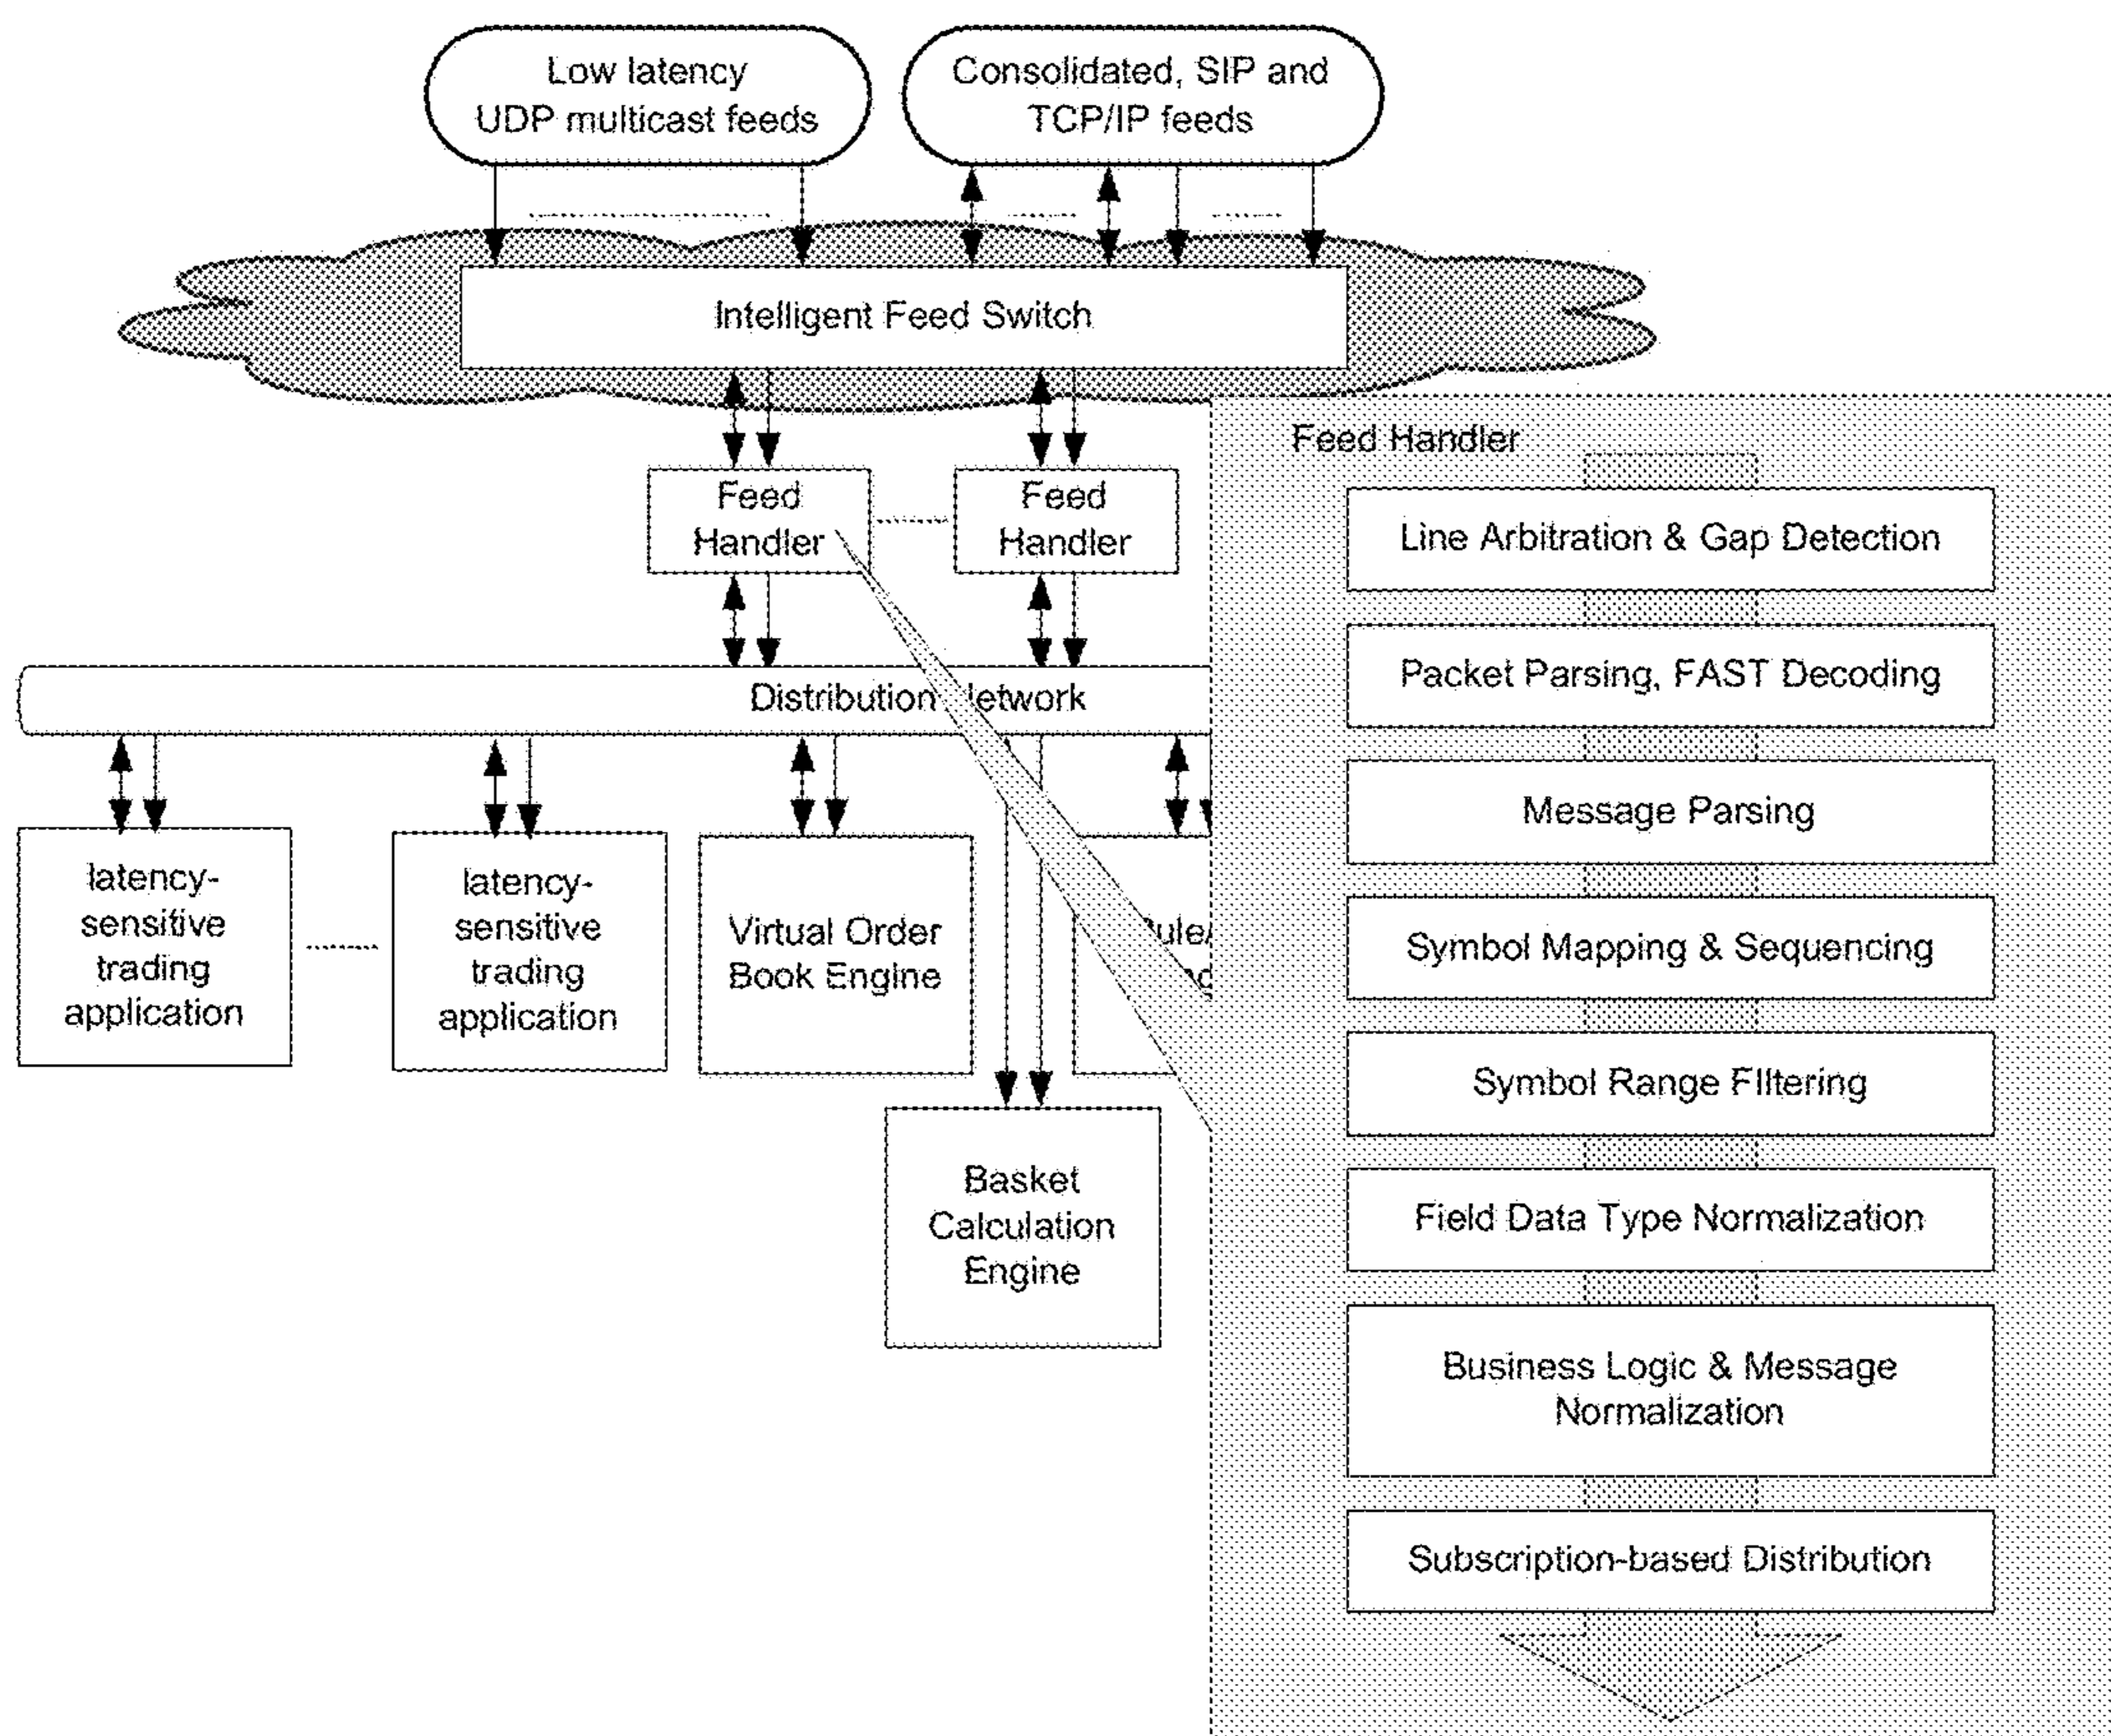 Low latency
UDP multicast feeds
Consolidated, SIP and
TCP/IP feeds
Intelligent Feed Switch
Feed
Handler
Feed
Handler
Distribution
latency-
sensitive
trading
application
latency-
sensitive
trading
application
Virtual Order
Book Engine
Basket
Calculation
Engine
Feed Handler
Line Arbitration & Gap Detection
Packet Parsing, FAST Decoding
Message Parsing
Symbol Mapping & Sequencing
Symbol Range FIltering
Field Data Type Normalization
Business Logic & Message
Normalization
Subscription-based Distribution